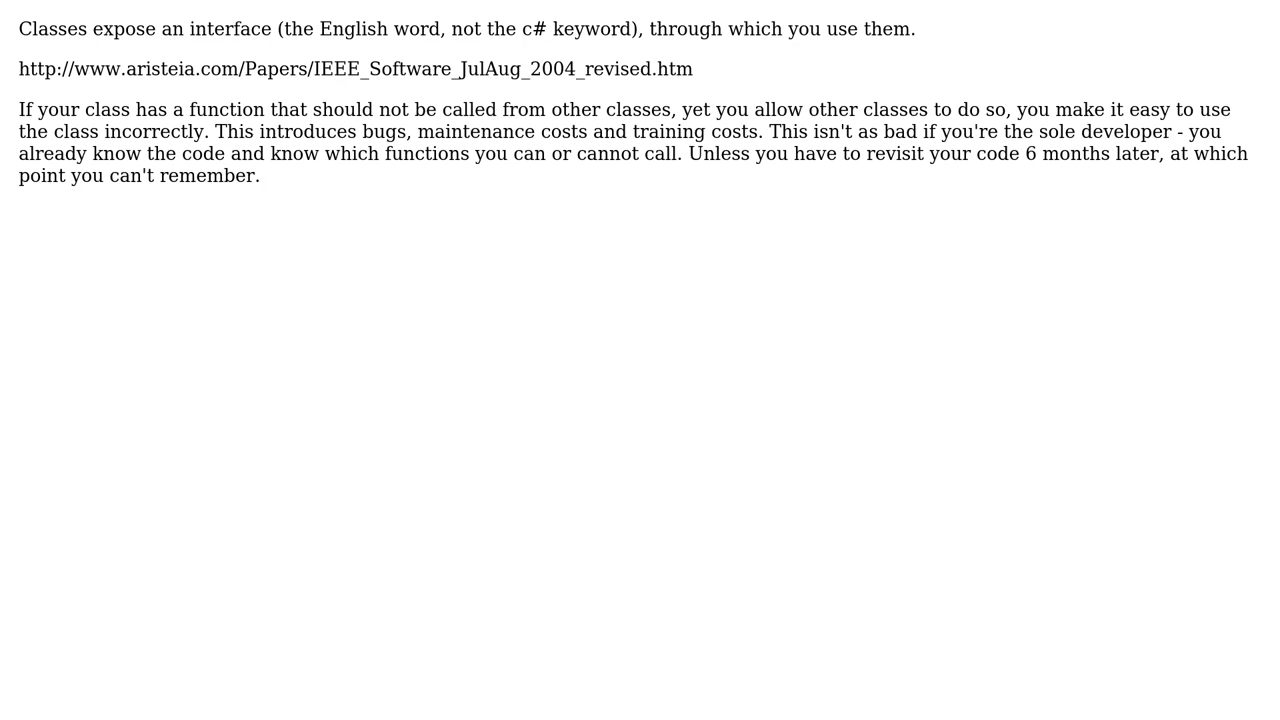 Classes expose an interface (the English word, not the c# keyword), through which you use them.
http://www.aristeia.com/Papers/IEEE_Software_JulAug_2004_revised.htm
If your class has a function that should not be called from other classes, yet you allow other classes to do so, you make it easy to use
the class incorrectly. This introduces bugs, maintenance costs and training costs. This isn't as bad if you're the sole developer - you
already know the code and know which functions you can or cannot call. Unless you have to revisit your code 6 months later, at which
point you can't remember.